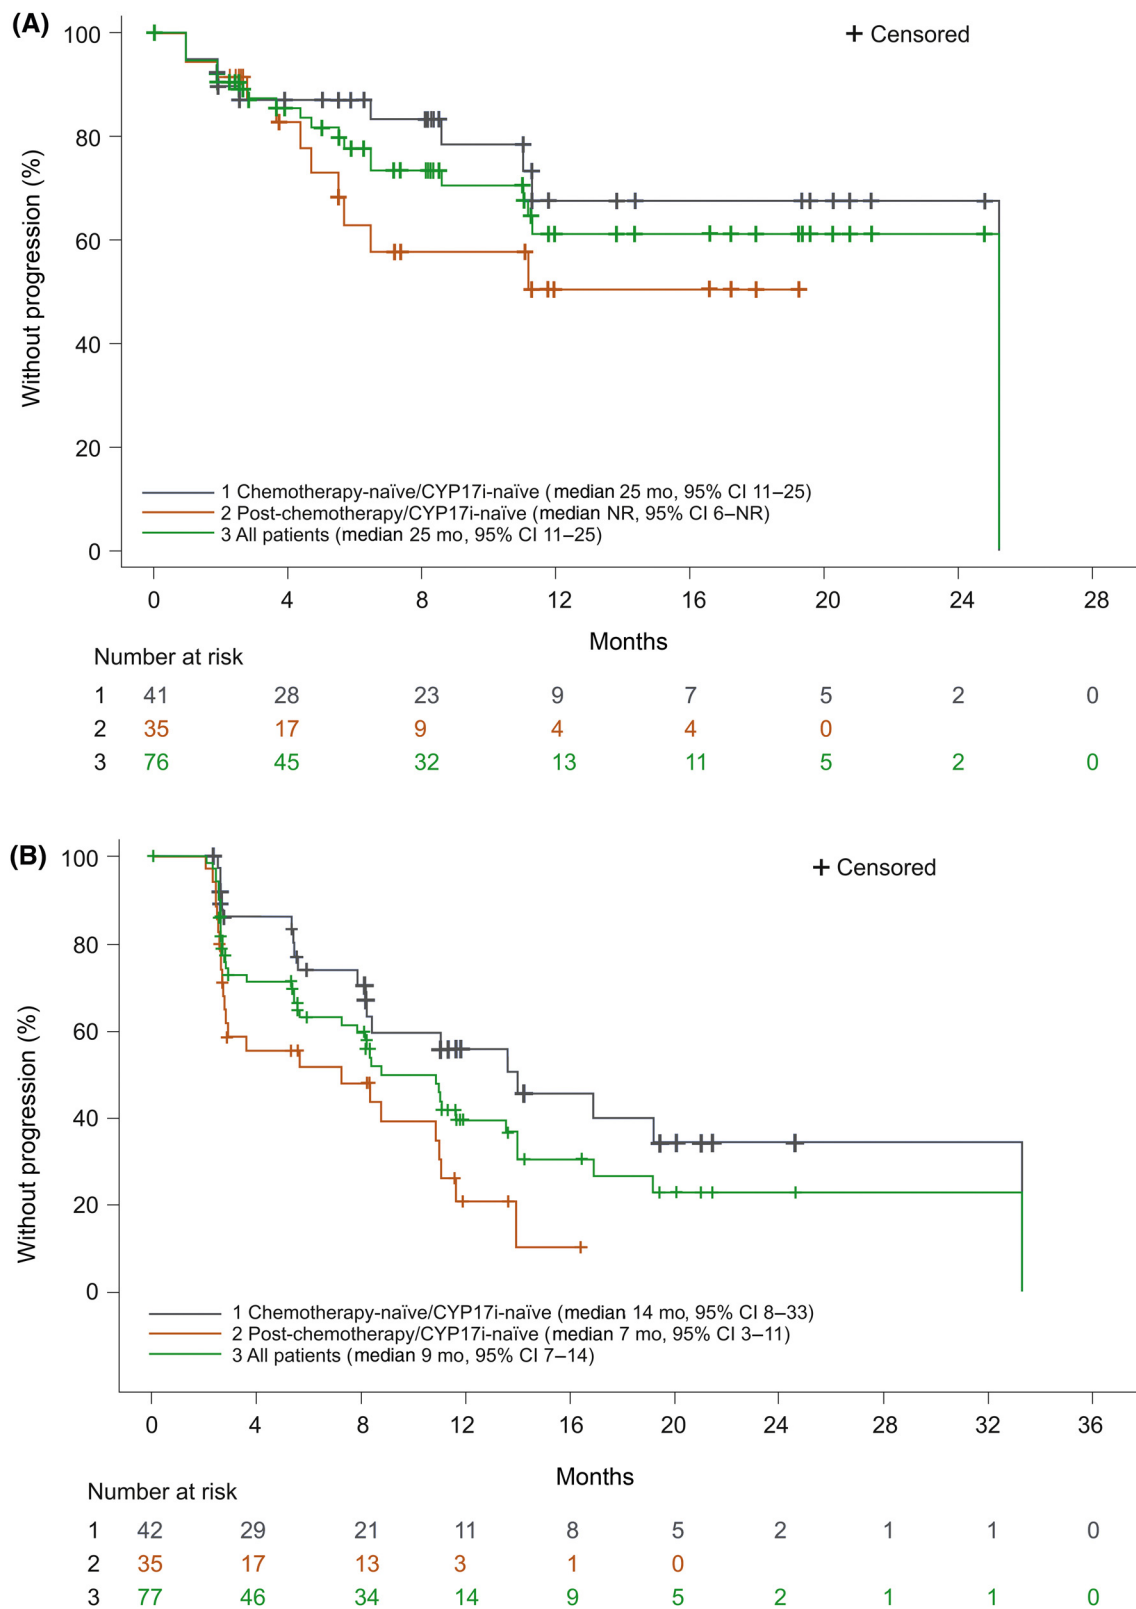 (A)
+ Censored
100
80
60
40
20
0
Without progression (%)
1 Chemotherapy-naïve/CYP17i-naïve (median 25 mo, 95% CI 11–25)
2 Post-chemotherapy/CYP17i-naïve (median NR, 95% CI 6–NR)
3 All patients (median 25 mo, 95% CI 11–25)
0 4 8 12 16 20 24 28
Months
Number at risk
1 41 28 23 9 7 5 2 0
2 35 17 9 4 4 0
3 76 45 32 13 11 5 2 0
(B)
+ Censored
100
80
60
40
20
0
Without progression (%)
1 Chemotherapy-naïve/CYP17i-naïve (median 14 mo, 95% CI 8–33)
2 Post-chemotherapy/CYP17i-naïve (median 7 mo, 95% CI 3–11)
3 All patients (median 9 mo, 95% CI 7–14)
0 4 8 12 16 20 24 28 32 36
Months
Number at risk
1 42 29 21 11 8 5 2 1 1 0
2 35 17 13 3 1 0
3 77 46 34 14 9 5 2 1 1 0